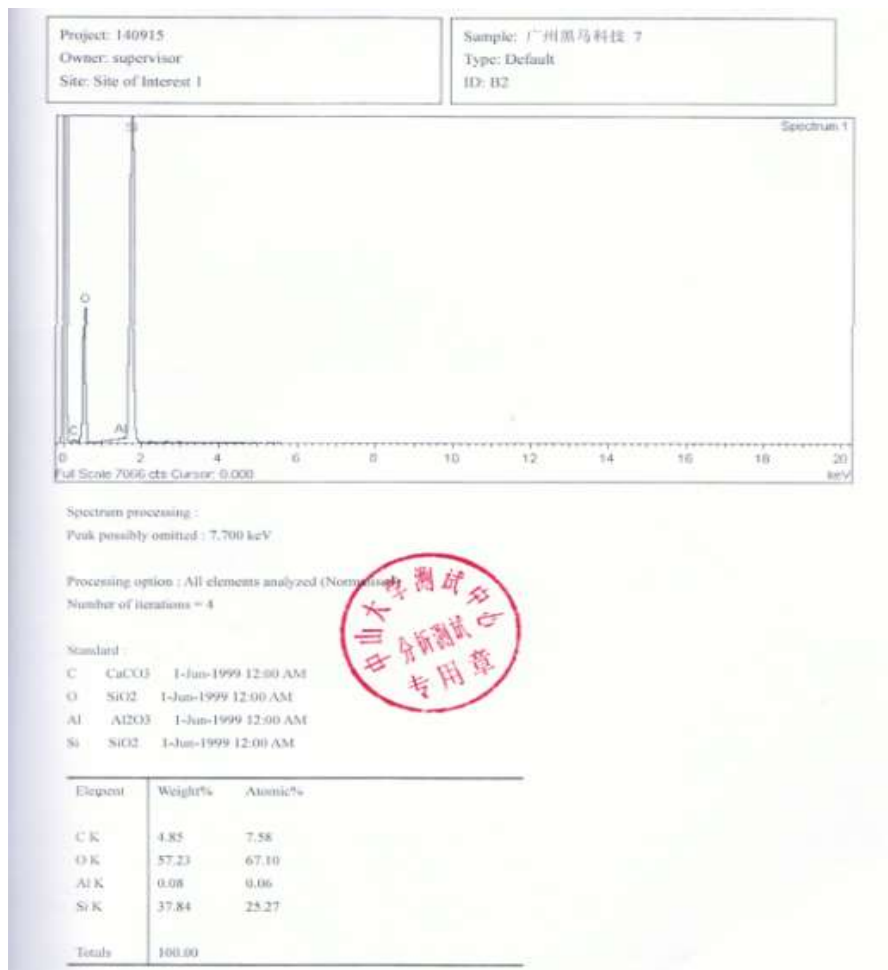 Project: 140915
Owner: supervisor
Site: Site of Interest 1
Sample: 广州黑马科技 7
Type: Default
ID: B2
Si
Spectrum 1
O
C
Al
0 2 4 6 8 10 12 14 16 18 20
Full Scale 7066 cts Cursor: 0.000
keV
Spectrum processing :
Peak possibly omitted : 7.700 keV
Processing option : All elements analyzed (Normalised)
Number of iterations = 4
中山大学测试中心
分析测试
专用章
Standard :
C CaCO3 1-Jun-1999 12:00 AM
O SiO2 1-Jun-1999 12:00 AM
Al Al2O3 1-Jun-1999 12:00 AM
Si SiO2 1-Jun-1999 12:00 AM
Element Weight% Atomic%
C K 4.85 7.58
O K 57.23 67.10
Al K 0.08 0.06
Si K 37.84 25.27
Totals 100.00